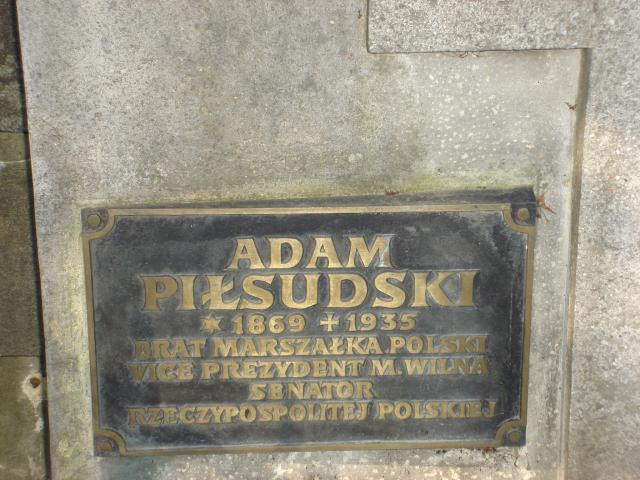 ADAM
PIŁSUDSKI
* 1869 + 1935
BRAT MARSZAŁKA POLSKI
VICE PREZYDENT M. WILNA
SENATOR
RZECZYPOSPOLITEJ POLSKIEJ